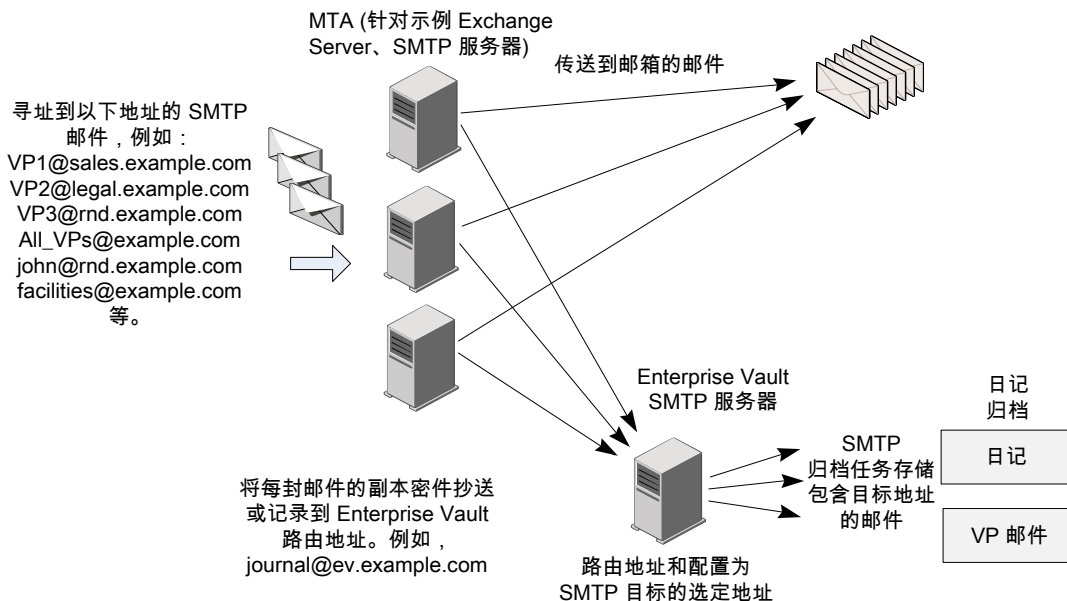 MTA (针对示例 Exchange
Server、SMTP 服务器)
传送到邮箱的邮件
寻址到以下地址的 SMTP
邮件，例如：
VP1@sales.example.com
VP2@legal.example.com
VP3@rnd.example.com
All_VPs@example.com
john@rnd.example.com
facilities@example.com
等。
Enterprise Vault
SMTP 服务器
日记
归档
SMTP
归档任务存储
包含目标地址
的邮件
日记
VP 邮件
将每封邮件的副本密件抄送
或记录到 Enterprise Vault
路由地址。例如，
journal@ev.example.com
路由地址和配置为
SMTP 目标的选定地址